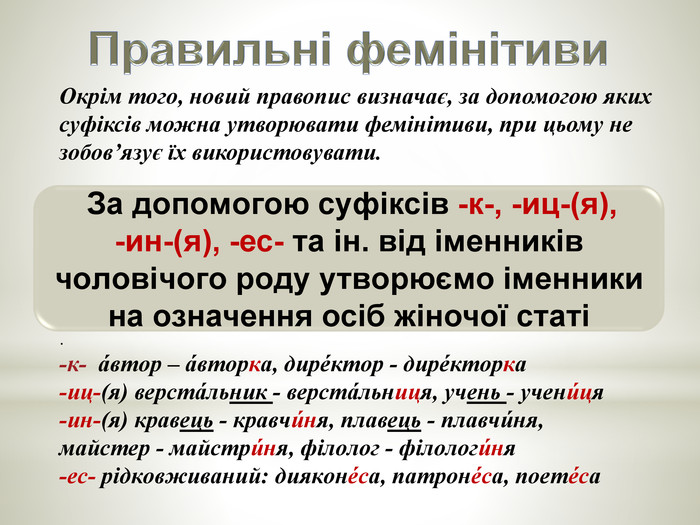 Правильні фемінітиви
Окрім того, новий правопис визначає, за допомогою яких
суфіксів можна утворювати фемінітиви, при цьому не
зобов’язує їх використовувати.
За допомогою суфіксів -к-, -иц-(я),
-ин-(я), -ес- та ін. від іменників
чоловічого роду утворюємо іменники
на означення осіб жіночої статі
.
-к- а́втор – а́вторка, дире́ктор - дире́кторка
-иц-(я) верста́льник - верста́льниця, учень - учени́ця
-ин-(я) кравець - кравчи́ня, плавець - плавчи́ня,
майстер - майстри́ня, філолог - філологи́ня
-ес- рідковживаний: диякonéса, патроне́са, поете́са